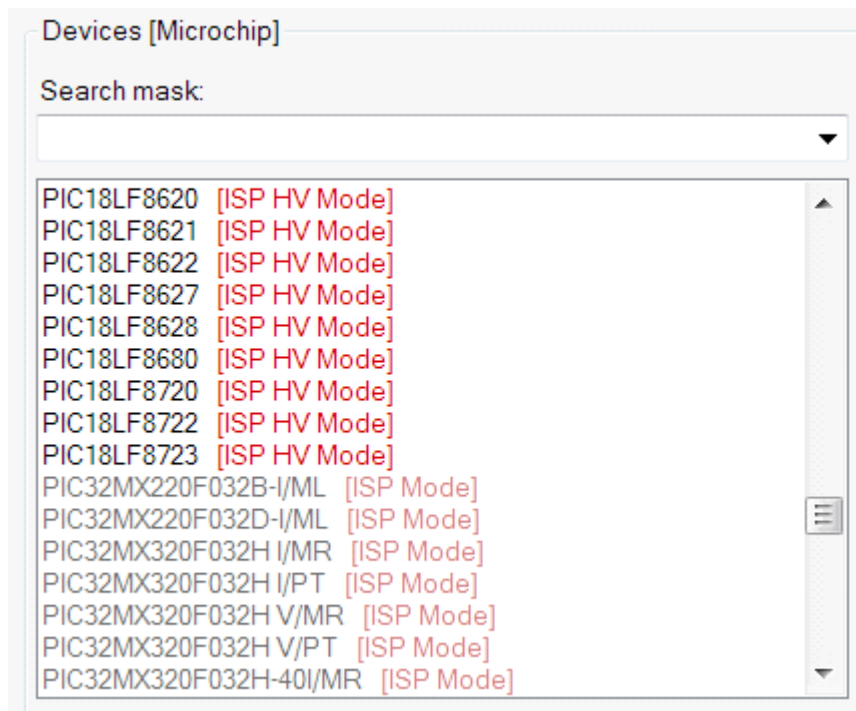 Devices [Microchip]
Search mask:
PIC18LF8620 [ISP HV Mode]
PIC18LF8621 [ISP HV Mode]
PIC18LF8622 [ISP HV Mode]
PIC18LF8627 [ISP HV Mode]
PIC18LF8628 [ISP HV Mode]
PIC18LF8680 [ISP HV Mode]
PIC18LF8720 [ISP HV Mode]
PIC18LF8722 [ISP HV Mode]
PIC18LF8723 [ISP HV Mode]
PIC32MX220F032B-I/ML [ISP Mode]
PIC32MX220F032D-I/ML [ISP Mode]
PIC32MX320F032H I/MR [ISP Mode]
PIC32MX320F032H I/PT [ISP Mode]
PIC32MX320F032H V/MR [ISP Mode]
PIC32MX320F032H V/PT [ISP Mode]
PIC32MX320F032H-40I/MR [ISP Mode]